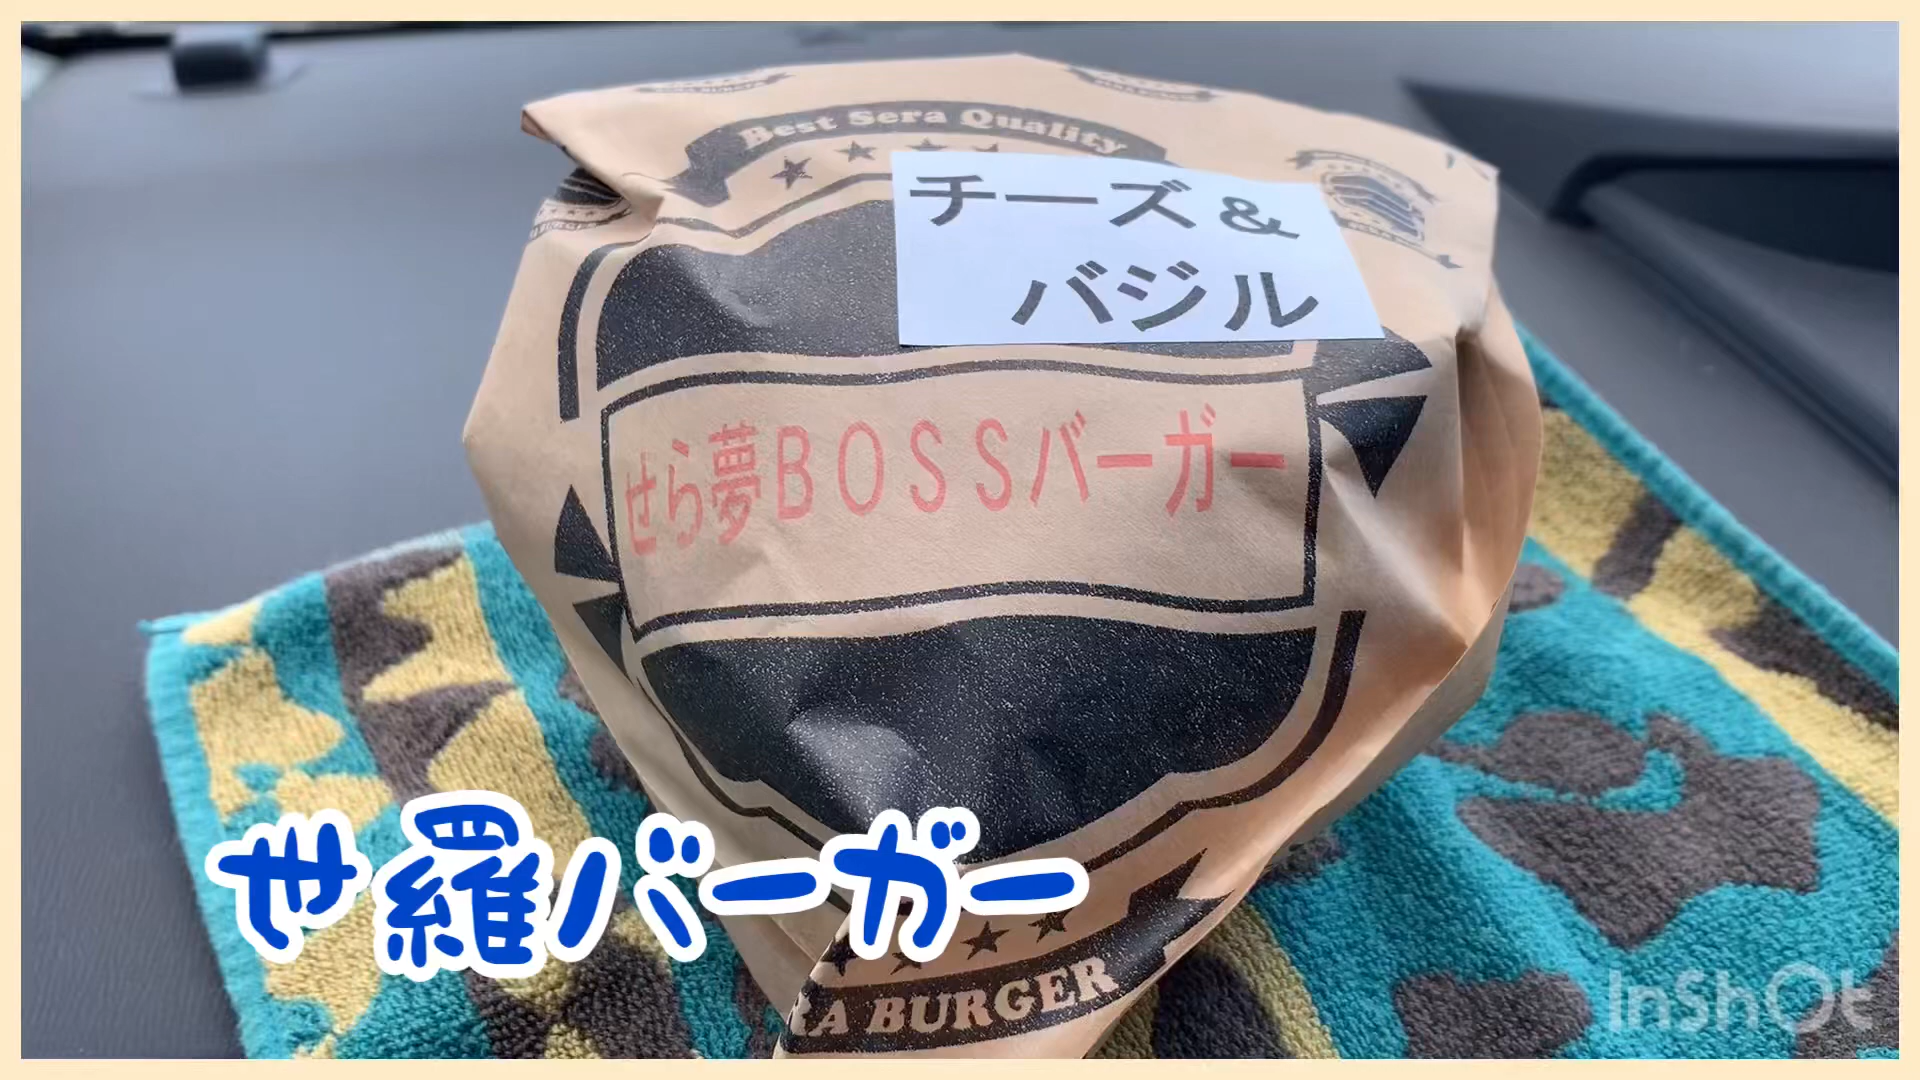 Best Sera Quality
チーズ&
バジル
せら夢BOSSバーガー
世羅バーガー
RA BURGER
InShOt